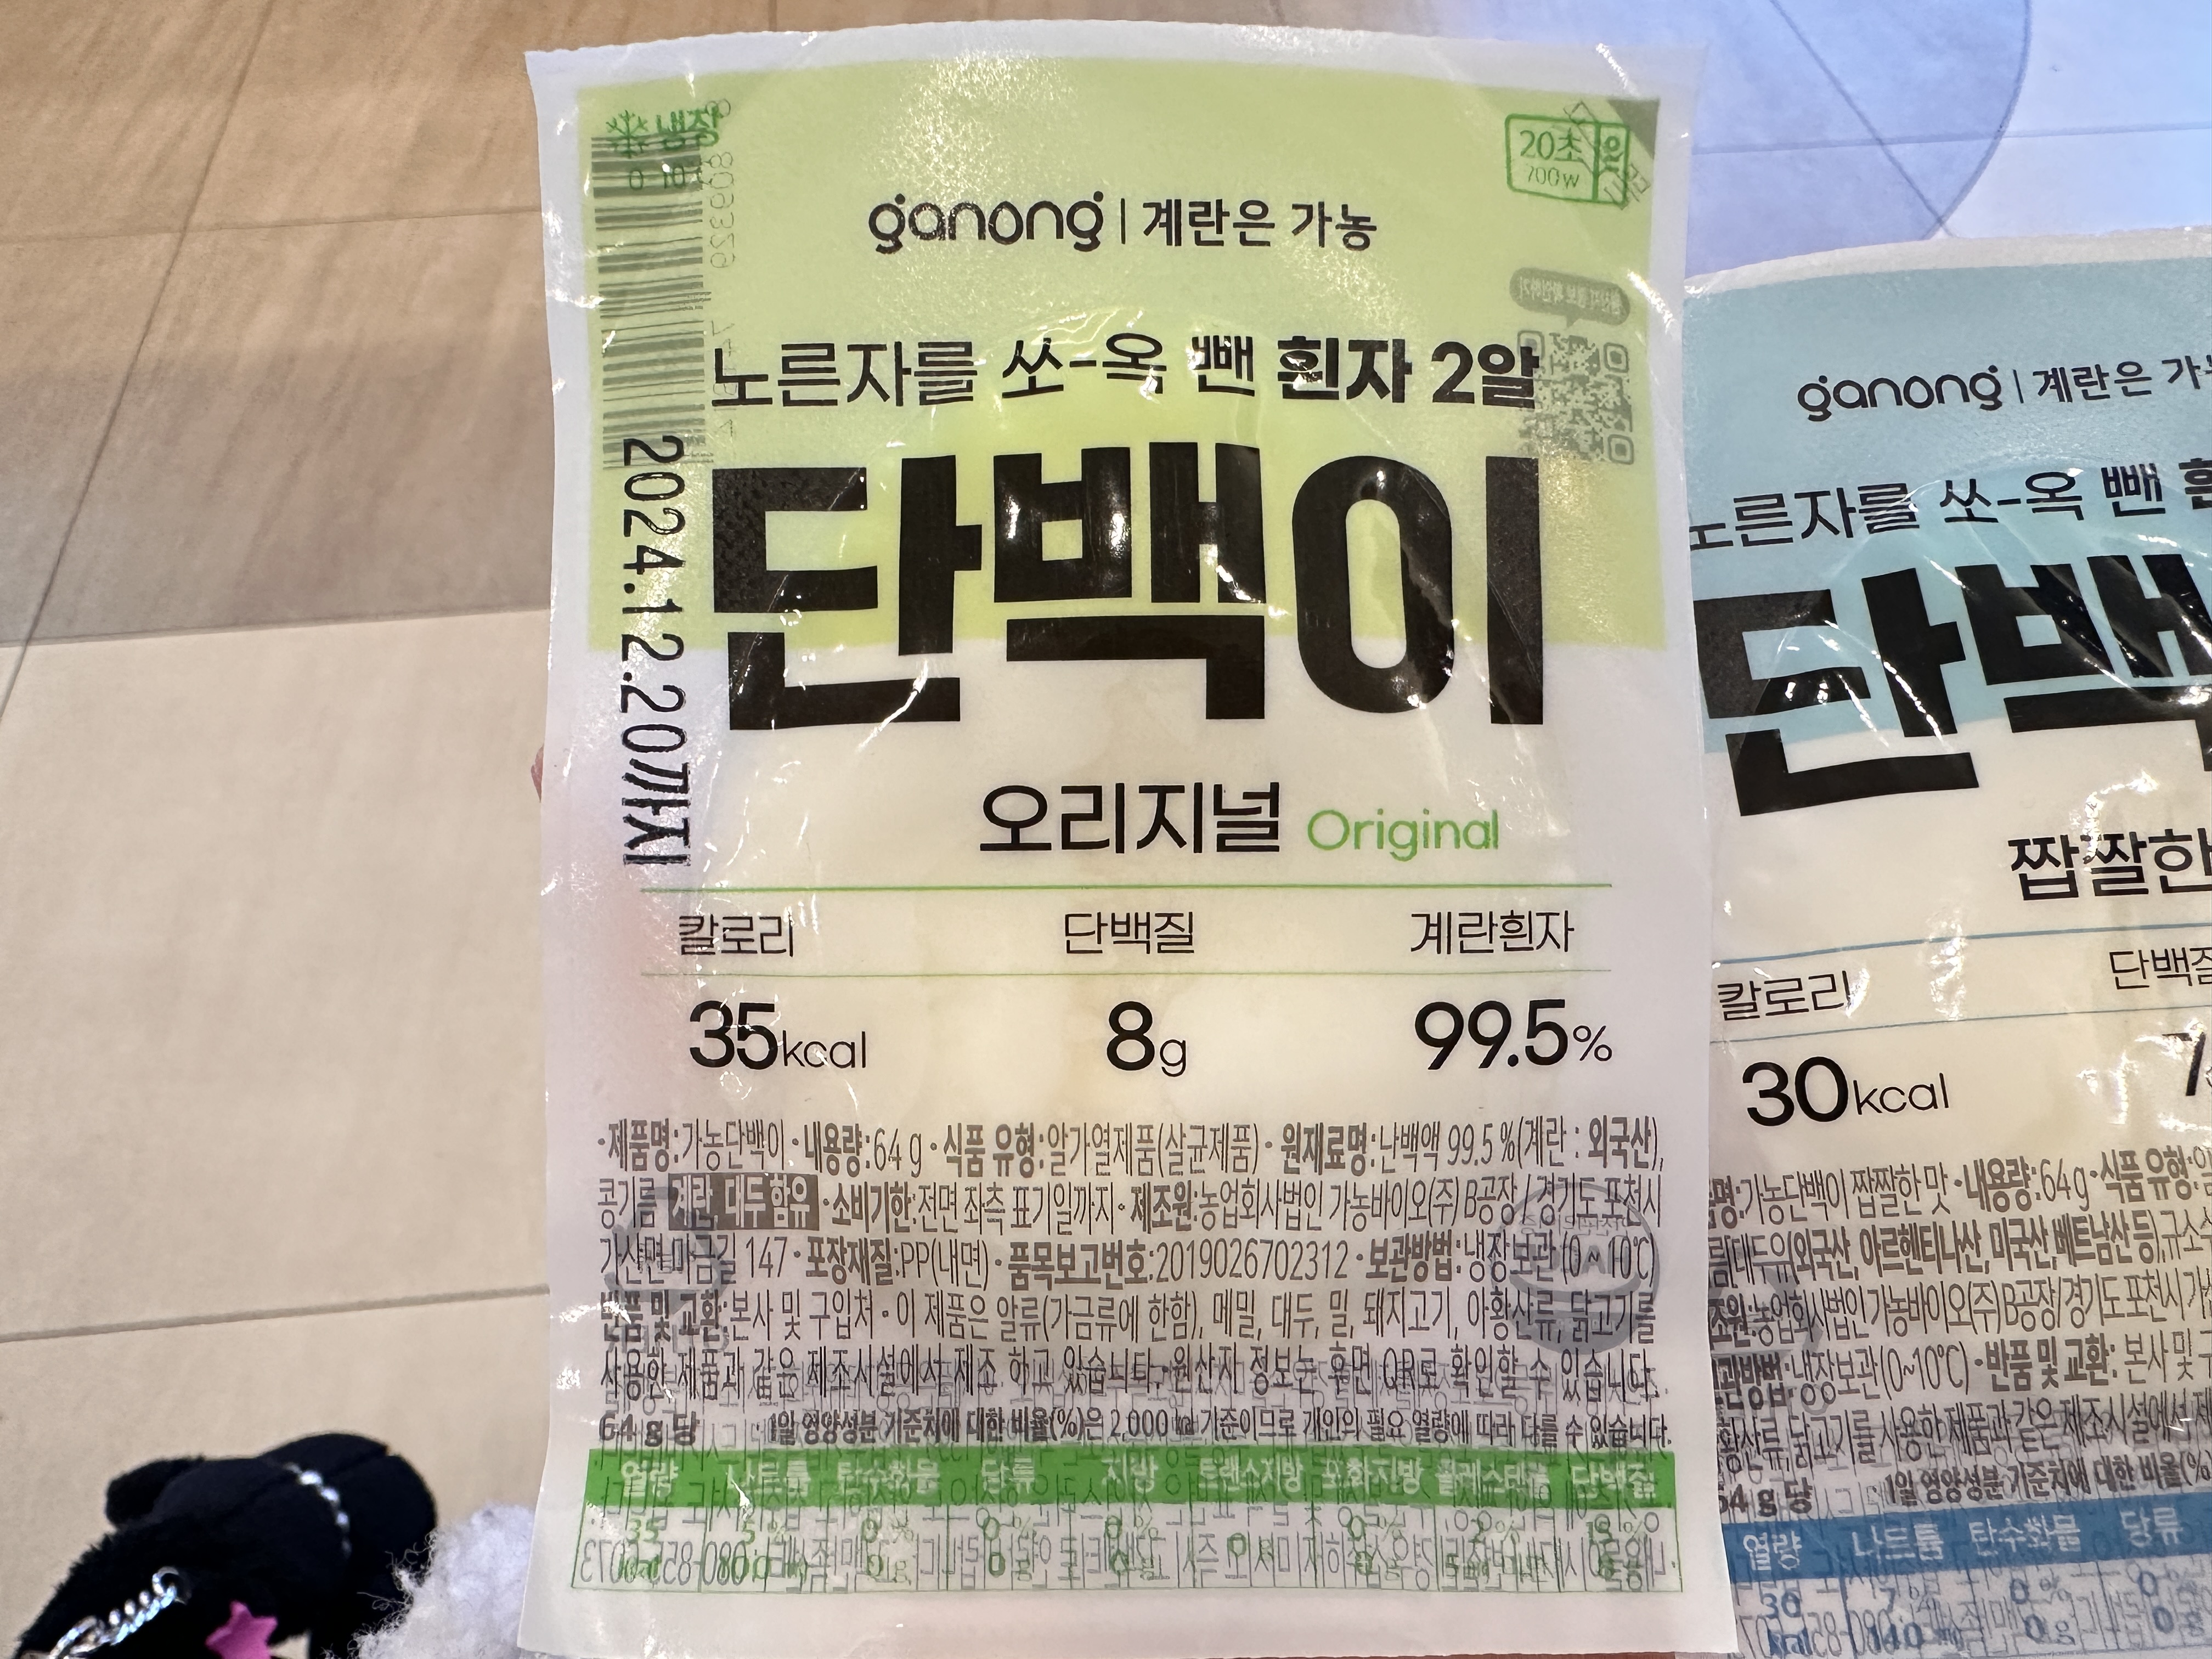 냉장
20초
700w
ganong | 계란은 가농
노른자를 쏘-옥 뺀 흰자 2알
단백이
2024.12.20까지
오리지널 Original
칼로리 단백질 계란흰자
35kcal 8g 99.5%
·제품명:가농단백이 ·내용량:64 g ·식품 유형:알가열제품(살균제품) ·원재료명:난백액 99.5 %(계란 : 외국산),
콩기름 계란, 대두 함유 ·소비기한:전면 좌측 표기일까지 ·제조원:농업회사법인 가농바이오(주) B공장 / 경기도 포천시
가산면 마금길 147 ·포장재질:PP(내면) ·품목보고번호:2019026702312 ·보관방법:냉장보관 (0 ~ 10℃)
반품 및 교환:본사 및 구입처 · 이 제품은 알류(가금류에 한함), 메밀, 대두, 밀, 돼지고기, 아황산류, 닭고기를
사용한 제품과 같은 제조시설에서 제조 하고 있습니다. ·원산지 정보는 후면 QR로 확인할 수 있습니다.
64 g 당 1일 영양성분 기준치에 대한 비율(%)은 2,000 kcal 기준이므로 개인의 필요 열량에 따라 다를 수 있습니다.
열량 나트륨 탄수화물 당류 지방 트랜스지방 포화지방 콜레스테롤 단백질
35 5 % 0 % 0 % 0 % 0 %
kcal 0 g 0 g 0 g
ganong | 계란은
노른자를 쏘-옥 뺀
단백
짭짤한
칼로리 단백질
30kcal
가농단백이 짭짤한 맛 ·내용량:64 g ·식품 유형:
대두유(외국산, 아르헨티나산, 미국산, 베트남산 등),
농업회사법인 가농바이오(주)B공장/ 경기도 포천시
냉장보관(0~10℃) ·반품 및 교환: 본사 및
닭고기를 사용한 제품과 같은 제조시설에서
64 g 당 1일 영양성분 기준치에 대한 비율(%
열량 나트륨 탄수화물 당류
30 7 % 0 % 0
kcal 140 0 g 0 g